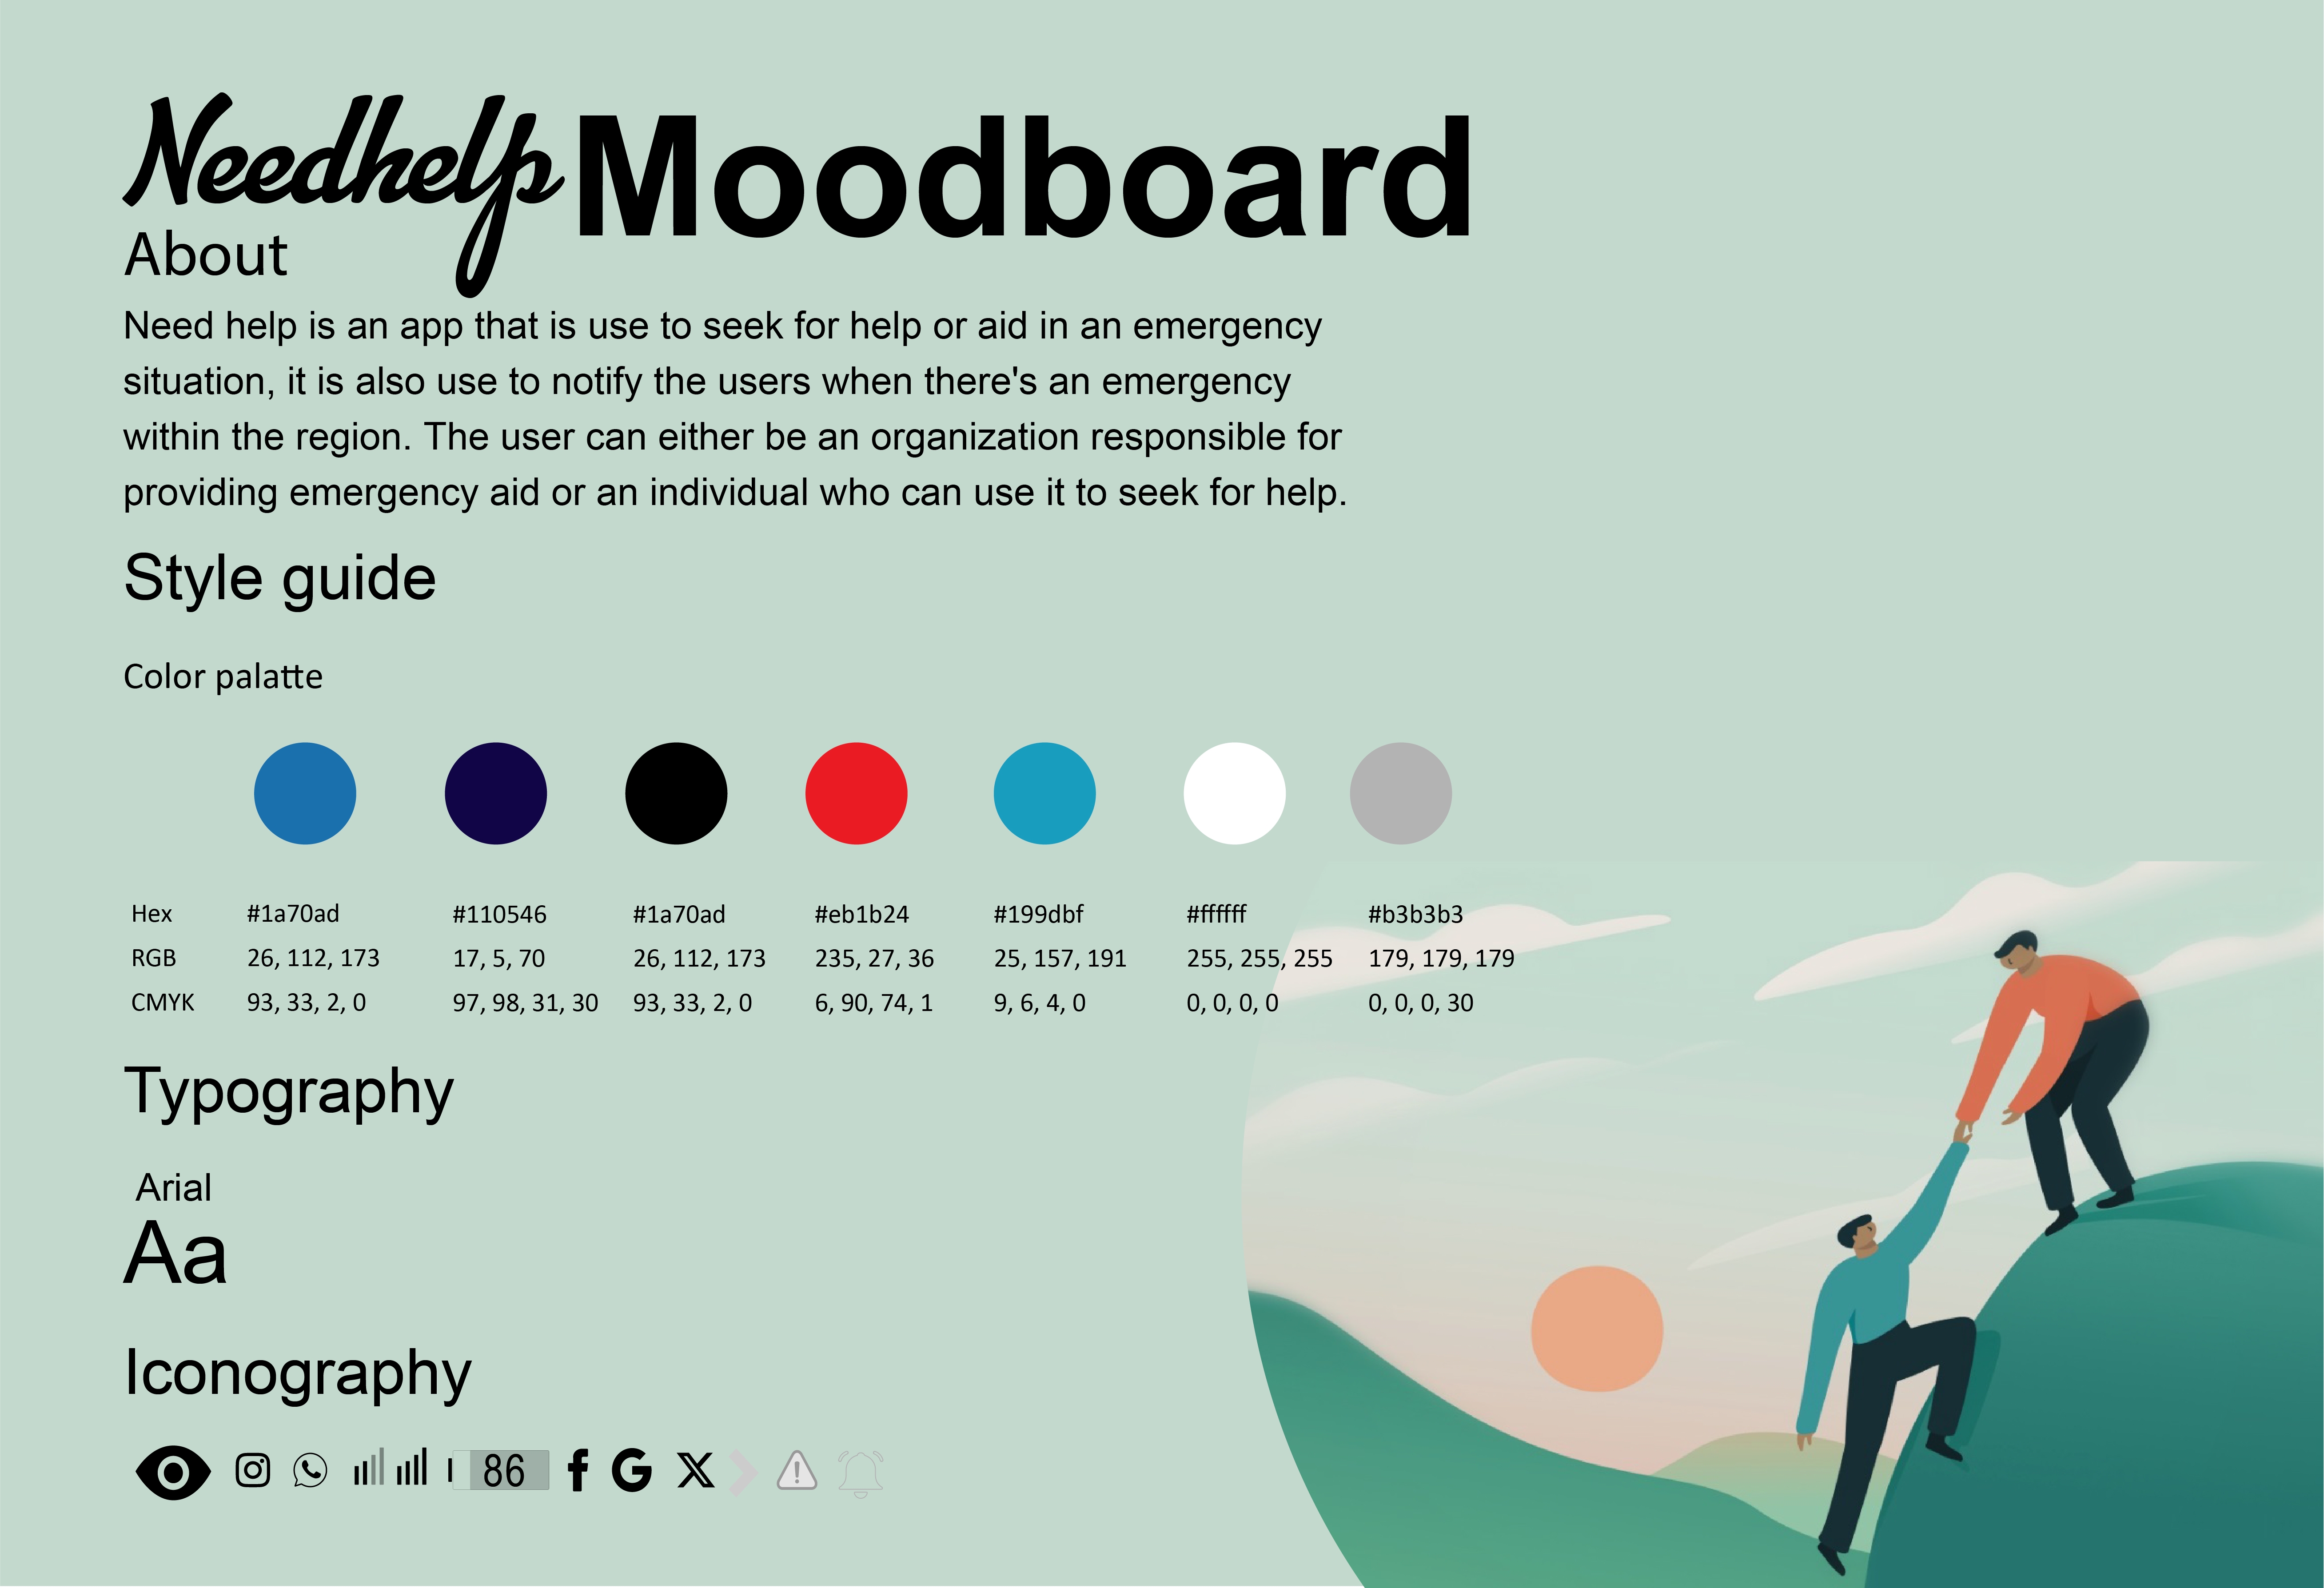 Needhelp Moodboard
About
Need help is an app that is use to seek for help or aid in an emergency
situation, it is also use to notify the users when there's an emergency
within the region. The user can either be an organization responsible for
providing emergency aid or an individual who can use it to seek for help.
Style guide
Color palatte
Hex #1a70ad #110546 #1a70ad #eb1b24 #199dbf #ffffff #b3b3b3
RGB 26, 112, 173 17, 5, 70 26, 112, 173 235, 27, 36 25, 157, 191 255, 255, 255 179, 179, 179
CMYK 93, 33, 2, 0 97, 98, 31, 30 93, 33, 2, 0 6, 90, 74, 1 9, 6, 4, 0 0, 0, 0, 0 0, 0, 0, 30
Typography
Arial
Aa
Iconography
86